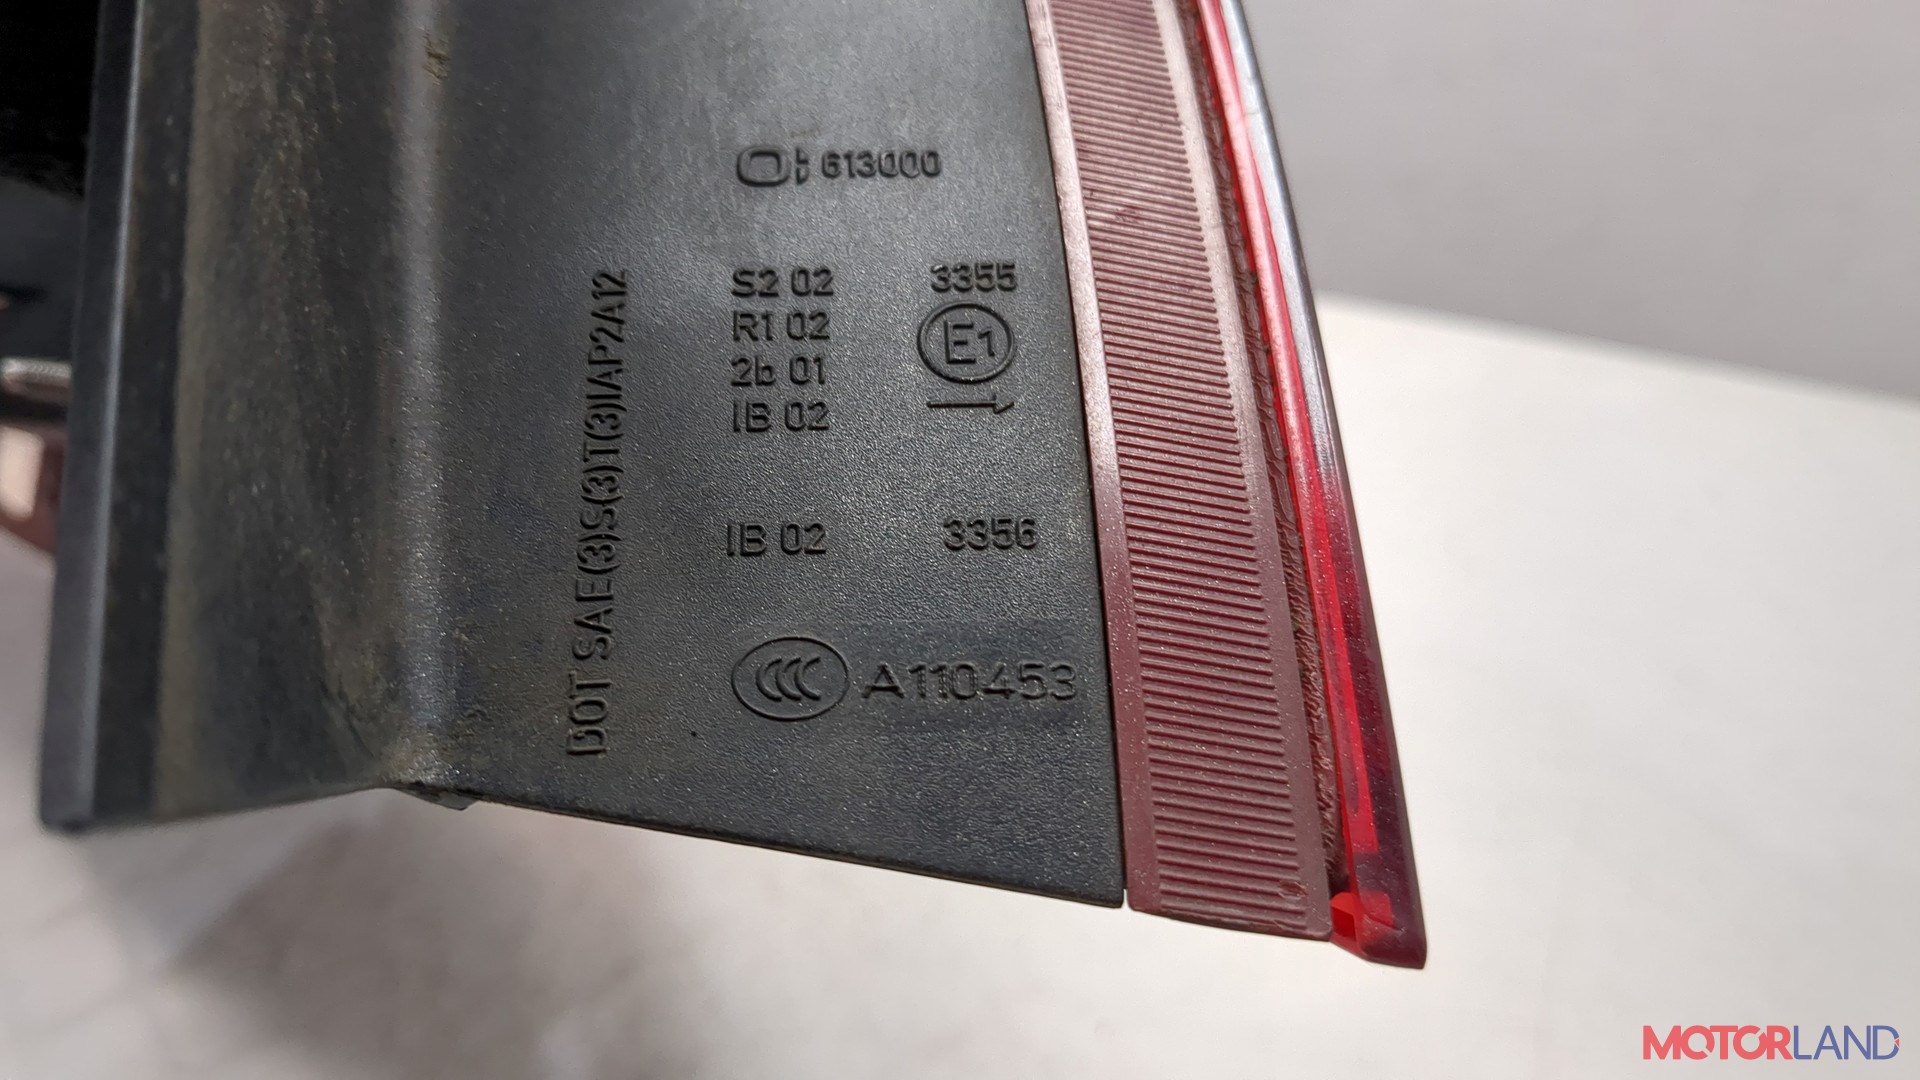 613000
S2 02 3355
R1 02 E1
2b 01
IB 02
IB 02 3356
CCC A110453
DOT SAE(3)S(3)T(3)IAP2A12
MOTORLAND